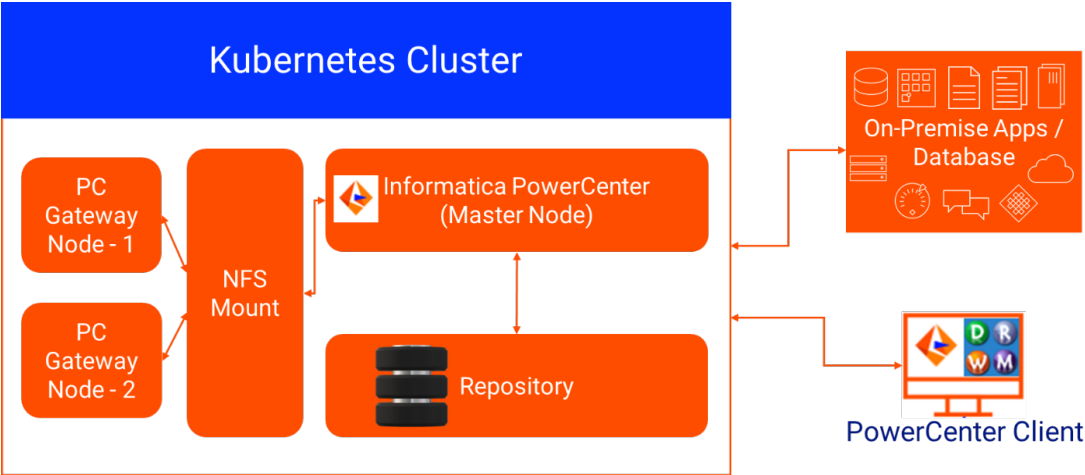 Kubernetes Cluster
PC
Gateway
Node - 1
PC
Gateway
Node - 2
NFS
Mount
Informatica PowerCenter
(Master Node)
Repository
On-Premise Apps /
Database
D R
W M
PowerCenter Client